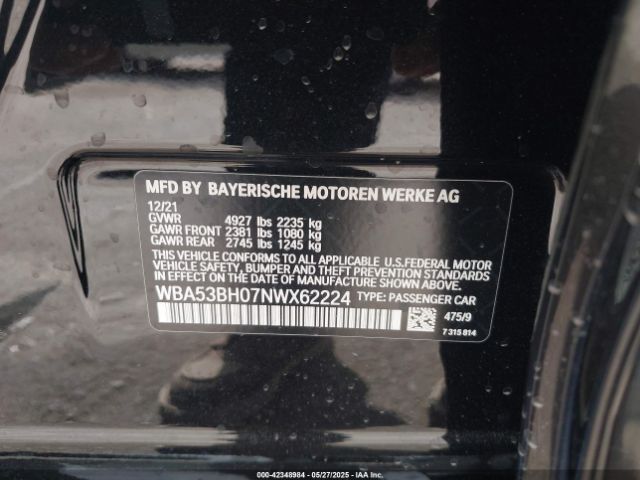 MFD BY BAYERISCHE MOTOREN WERKE AG
12/21
GVWR 4927 lbs 2235 kg
GAWR FRONT 2381 lbs 1080 kg
GAWR REAR 2745 lbs 1245 kg
THIS VEHICLE CONFORMS TO ALL APPLICABLE U.S.FEDERAL MOTOR
VEHICLE SAFETY, BUMPER, AND THEFT PREVENTION
STANDARDS IN EFFECT ON THE DATE OF MANUFACTURE SHOWN ABOVE.
WBA53BH07NWX62224 TYPE: PASSENGER CAR
475/9
7 315 814
000-42348984 - 05/27/2025 - IAA Inc.